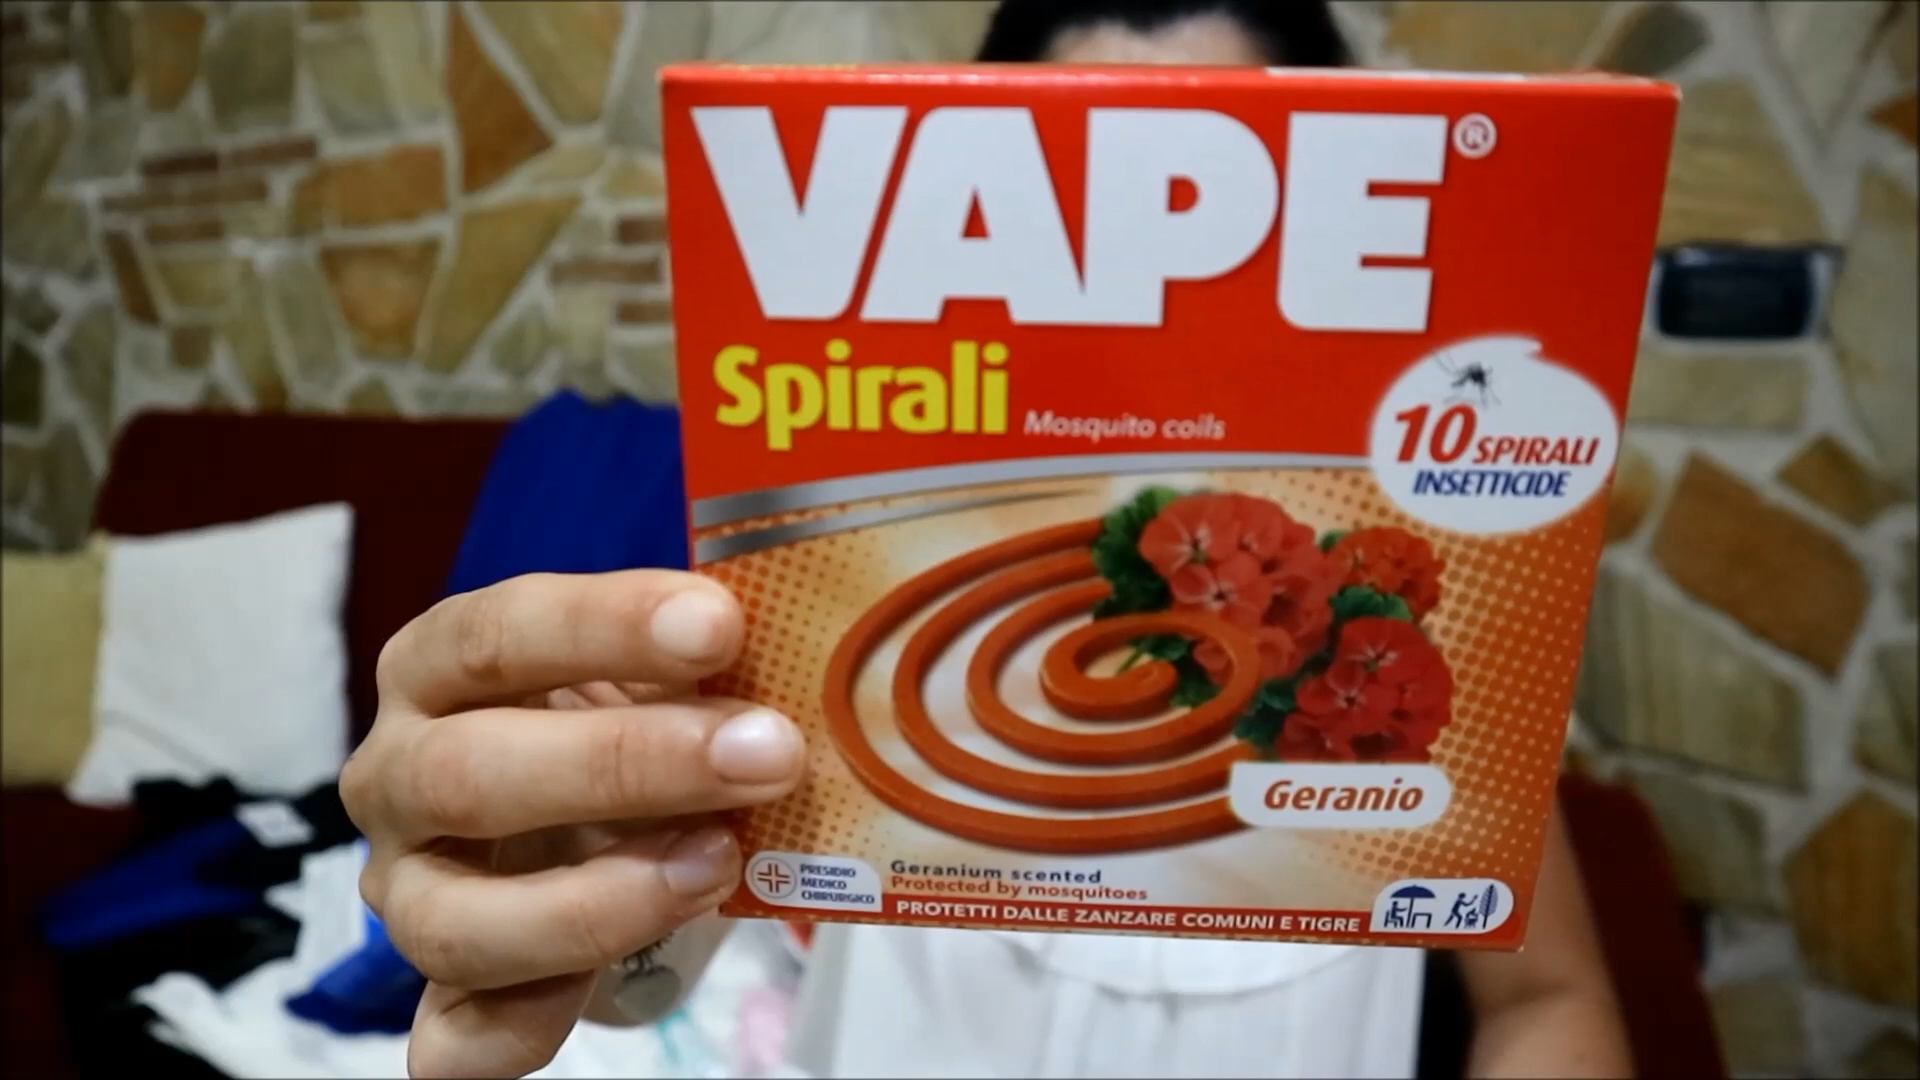 VAPE®
Spirali Mosquito coils
10 SPIRALI
INSETTICIDE
Geranio
PRESIDIO
MEDICO
CHIRURGICO
Geranium scented
Protected by mosquitoes
PROTETTI DALLE ZANZARE COMUNI E TIGRE